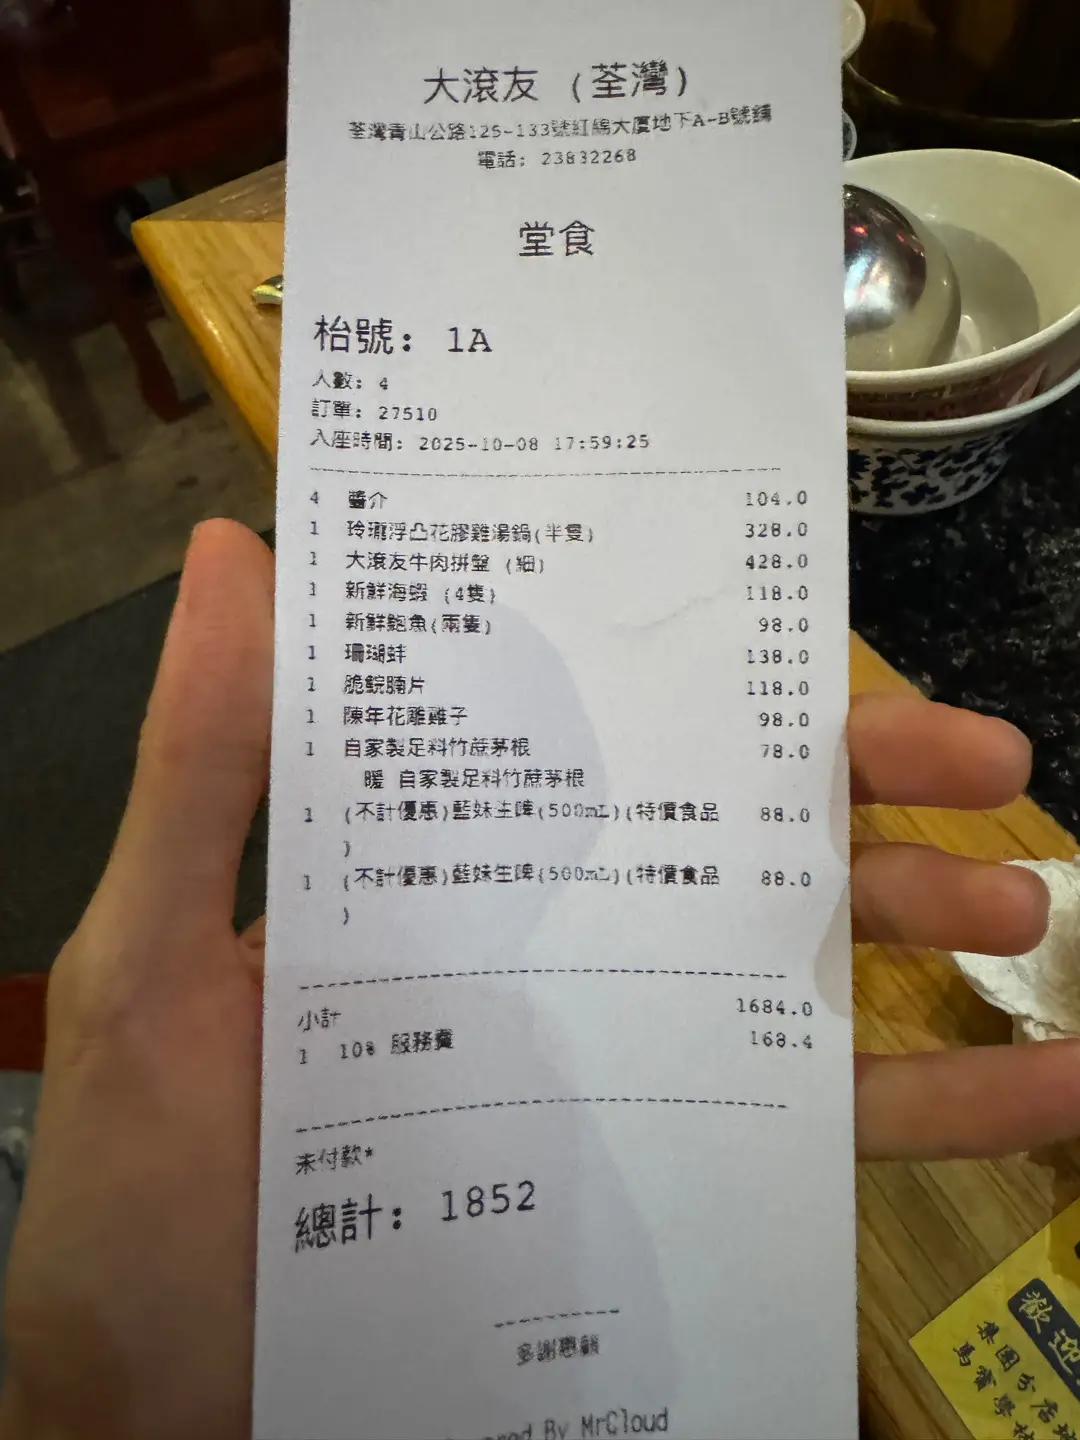 大滾友 (荃灣)
荃灣青山公路125-133號紅綿大廈地下A-B號舖
電話: 23832268
堂食
枱號: 1A
人數: 4
訂單: 27510
入座時間: 2025-10-08 17:59:25
4 醬介 104.0
1 玲瓏浮凸花膠雞湯鍋(半隻) 328.0
1 大滾友牛肉拼盤 (細) 428.0
1 新鮮海蝦 (4隻) 118.0
1 新鮮鮑魚(兩隻) 98.0
1 珊瑚蚌 138.0
1 脆鯇腩片 118.0
1 陳年花雕雞子 98.0
1 自家製足料竹蔗茅根 78.0
暖 自家製足料竹蔗茅根
1 (不計優惠)藍妹生啤(500mL)(特價食品 88.0
)
1 (不計優惠)藍妹生啤(500mL)(特價食品 88.0
)
小計 1684.0
1 10% 服務費 168.4
未付款*
總計: 1852
多謝惠顧
By MrCloud
歡迎
集團分店
馬寶